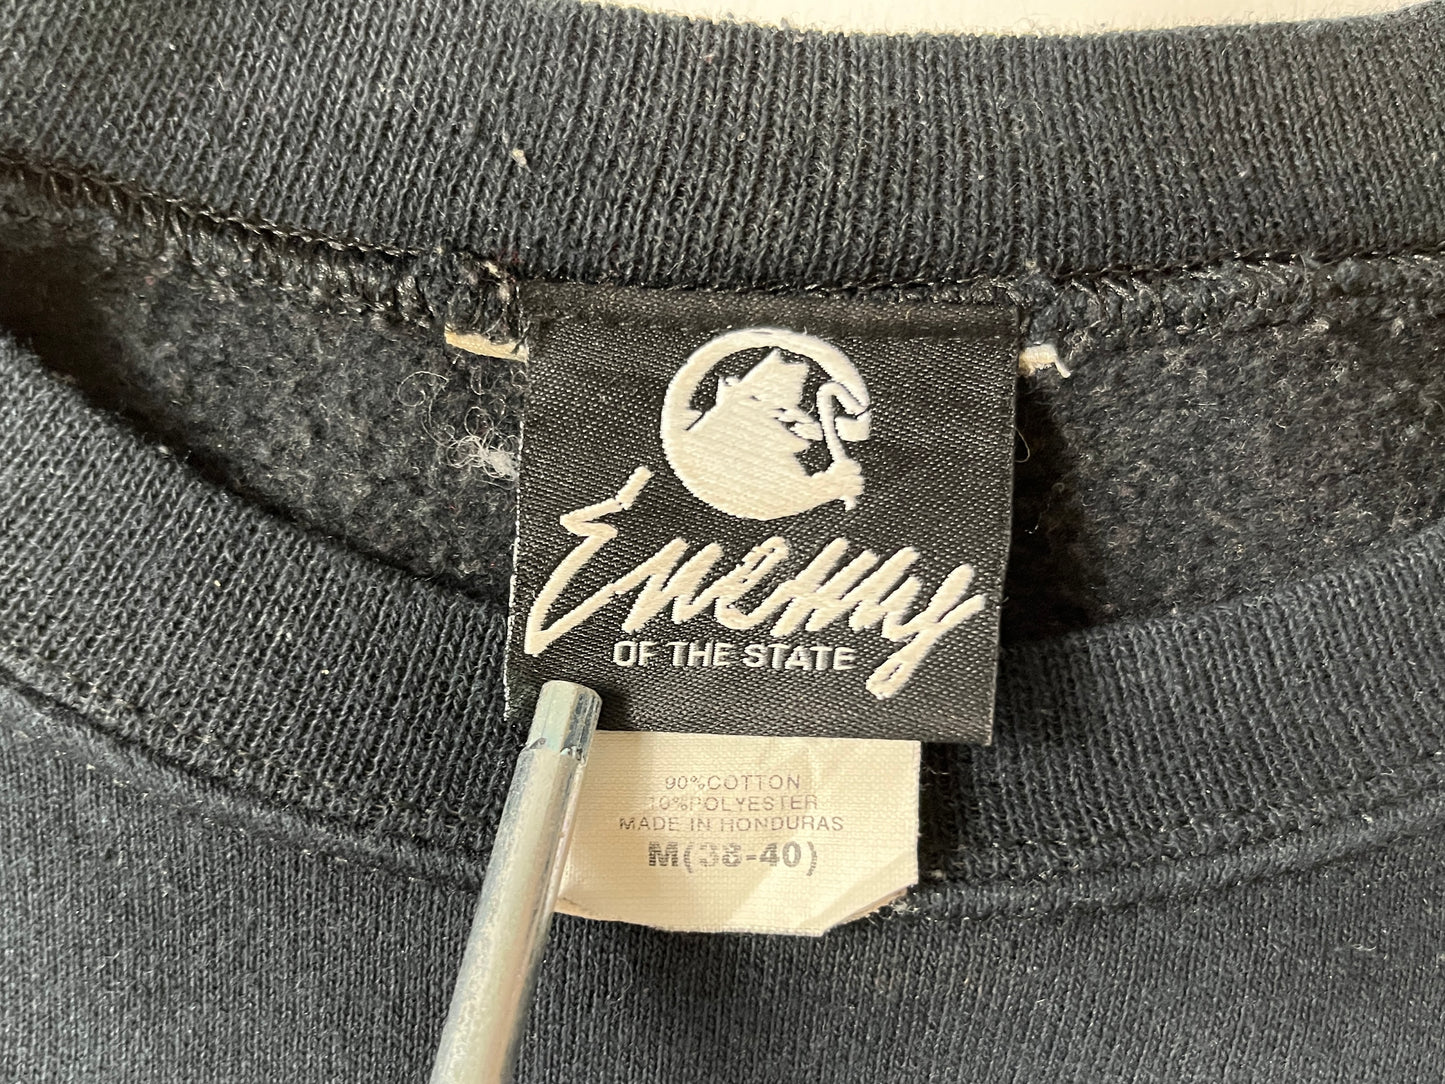 Enemy
OF THE STATE
90%COTTON
10%POLYESTER
MADE IN HONDURAS
M(38-40)